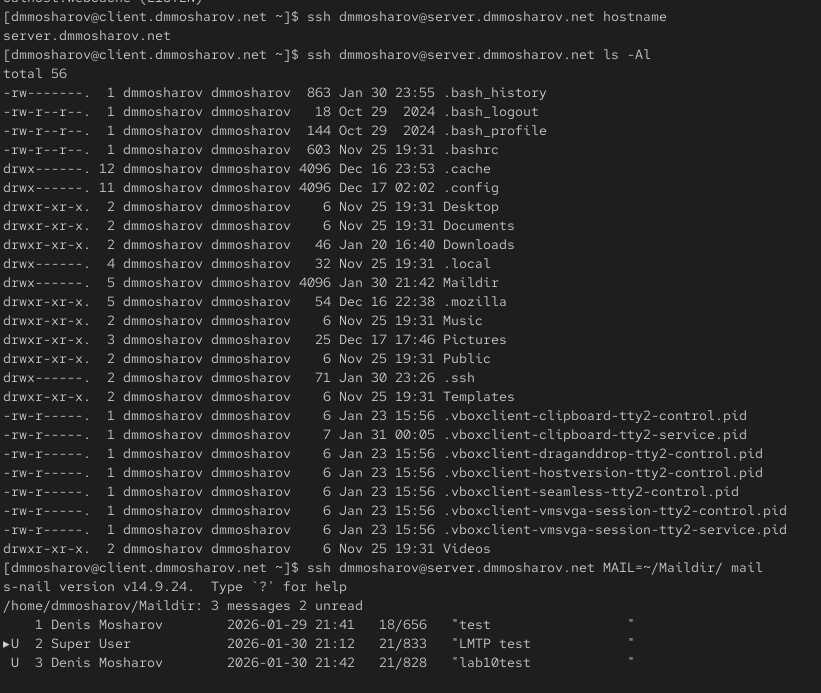 [dmmosharov@client.dmmosharov.net ~]$ ssh dmmosharov@server.dmmosharov.net hostname
server.dmmosharov.net
[dmmosharov@client.dmmosharov.net ~]$ ssh dmmosharov@server.dmmosharov.net ls -Al
total 56
-rw-------.  1 dmmosharov dmmosharov  863 Jan 30 23:55 .bash_history
-rw-r--r--.  1 dmmosharov dmmosharov   18 Oct 29  2024 .bash_logout
-rw-r--r--.  1 dmmosharov dmmosharov  144 Oct 29  2024 .bash_profile
-rw-r--r--.  1 dmmosharov dmmosharov  603 Nov 25 19:31 .bashrc
drwx------. 12 dmmosharov dmmosharov 4096 Dec 16 23:53 .cache
drwx------. 11 dmmosharov dmmosharov 4096 Dec 17 02:02 .config
drwxr-xr-x.  2 dmmosharov dmmosharov    6 Nov 25 19:31 Desktop
drwxr-xr-x.  2 dmmosharov dmmosharov    6 Nov 25 19:31 Documents
drwxr-xr-x.  2 dmmosharov dmmosharov   46 Jan 20 16:40 Downloads
drwx------.  4 dmmosharov dmmosharov   32 Nov 25 19:31 .local
drwx------.  5 dmmosharov dmmosharov 4096 Jan 30 21:42 Maildir
drwxr-xr-x.  5 dmmosharov dmmosharov   54 Dec 16 22:38 .mozilla
drwxr-xr-x.  2 dmmosharov dmmosharov    6 Nov 25 19:31 Music
drwxr-xr-x.  3 dmmosharov dmmosharov   25 Dec 17 17:46 Pictures
drwxr-xr-x.  2 dmmosharov dmmosharov    6 Nov 25 19:31 Public
drwx------.  2 dmmosharov dmmosharov   71 Jan 30 23:26 .ssh
drwxr-xr-x.  2 dmmosharov dmmosharov    6 Nov 25 19:31 Templates
-rw-r-----.  1 dmmosharov dmmosharov    6 Jan 23 15:56 .vboxclient-clipboard-tty2-control.pid
-rw-r-----.  1 dmmosharov dmmosharov    7 Jan 31 00:05 .vboxclient-clipboard-tty2-service.pid
-rw-r-----.  1 dmmosharov dmmosharov    6 Jan 23 15:56 .vboxclient-draganddrop-tty2-control.pid
-rw-r-----.  1 dmmosharov dmmosharov    6 Jan 23 15:56 .vboxclient-hostversion-tty2-control.pid
-rw-r-----.  1 dmmosharov dmmosharov    6 Jan 23 15:56 .vboxclient-seamless-tty2-control.pid
-rw-r-----.  1 dmmosharov dmmosharov    6 Jan 23 15:56 .vboxclient-vmsvga-session-tty2-control.pid
-rw-r-----.  1 dmmosharov dmmosharov    6 Jan 23 15:56 .vboxclient-vmsvga-session-tty2-service.pid
drwxr-xr-x.  2 dmmosharov dmmosharov    6 Nov 25 19:31 Videos
[dmmosharov@client.dmmosharov.net ~]$ ssh dmmosharov@server.dmmosharov.net MAIL=~/Maildir/ mail
s-nail version v14.9.24.  Type `?' for help
/home/dmmosharov/Maildir: 3 messages 2 unread
    1 Denis Mosharov        2026-01-29 21:41   18/656   "test                 "
▸U  2 Super User            2026-01-30 21:12   21/833   "LMTP test            "
 U  3 Denis Mosharov        2026-01-30 21:42   21/828   "lab10test            "